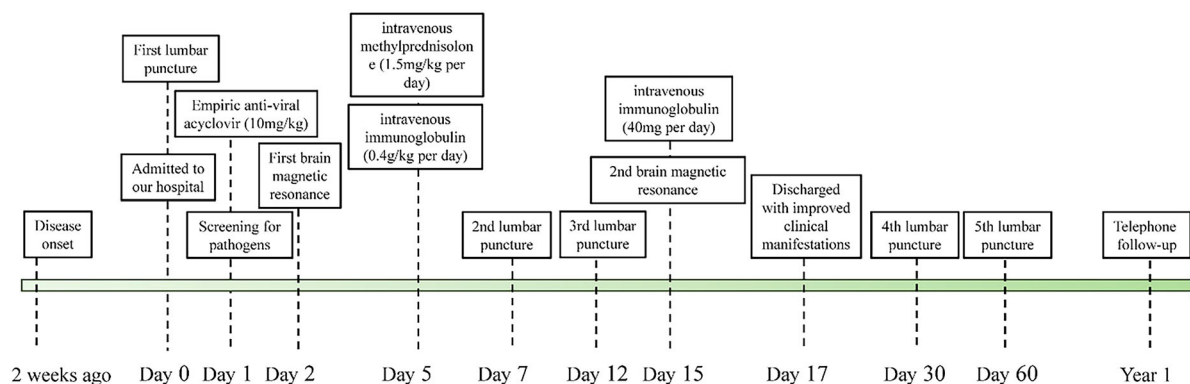 Disease
onset
First lumbar
puncture
Admitted to
our hospital
Empiric anti-viral
acyclovir (10mg/kg)
Screening for
pathogens
First brain
magnetic
resonance
intravenous
methylprednisolon
e (1.5mg/kg per
day)
intravenous
immunoglobulin
(0.4g/kg per day)
2nd lumbar
puncture
3rd lumbar
puncture
intravenous
immunoglobulin
(40mg per day)
2nd brain magnetic
resonance
Discharged
with improved
clinical
manifestations
4th lumbar
puncture
5th lumbar
puncture
Telephone
follow-up
2 weeks ago
Day 0
Day 1
Day 2
Day 5
Day 7
Day 12
Day 15
Day 17
Day 30
Day 60
Year 1